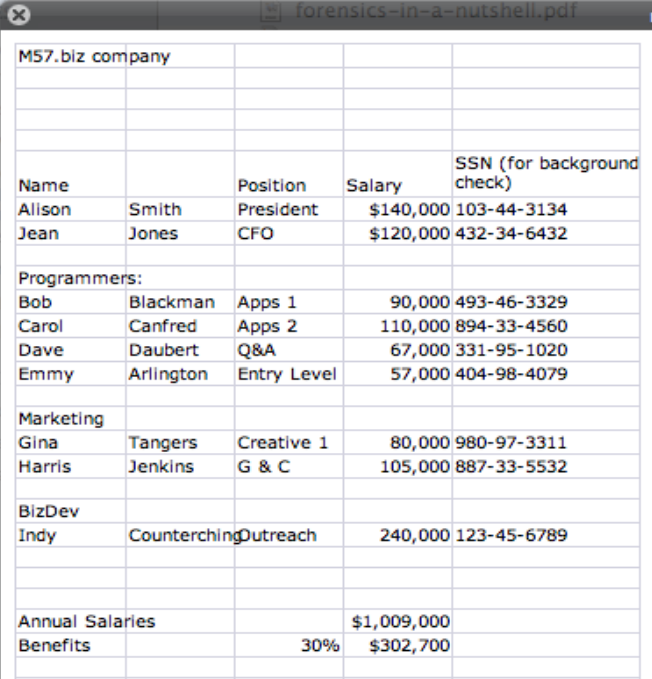 forensics-in-a-nutshell.pdf
M57.biz company
SSN (for background
Name Position Salary check)
Alison Smith President $140,000 103-44-3134
Jean Jones CFO $120,000 432-34-6432
Programmers:
Bob Blackman Apps 1 90,000 493-46-3329
Carol Canfred Apps 2 110,000 894-33-4560
Dave Daubert Q&A 67,000 331-95-1020
Emmy Arlington Entry Level 57,000 404-98-4079
Marketing
Gina Tangers Creative 1 80,000 980-97-3311
Harris Jenkins G & C 105,000 887-33-5532
BizDev
Indy Counterching Outreach 240,000 123-45-6789
Annual Salaries $1,009,000
Benefits 30% $302,700